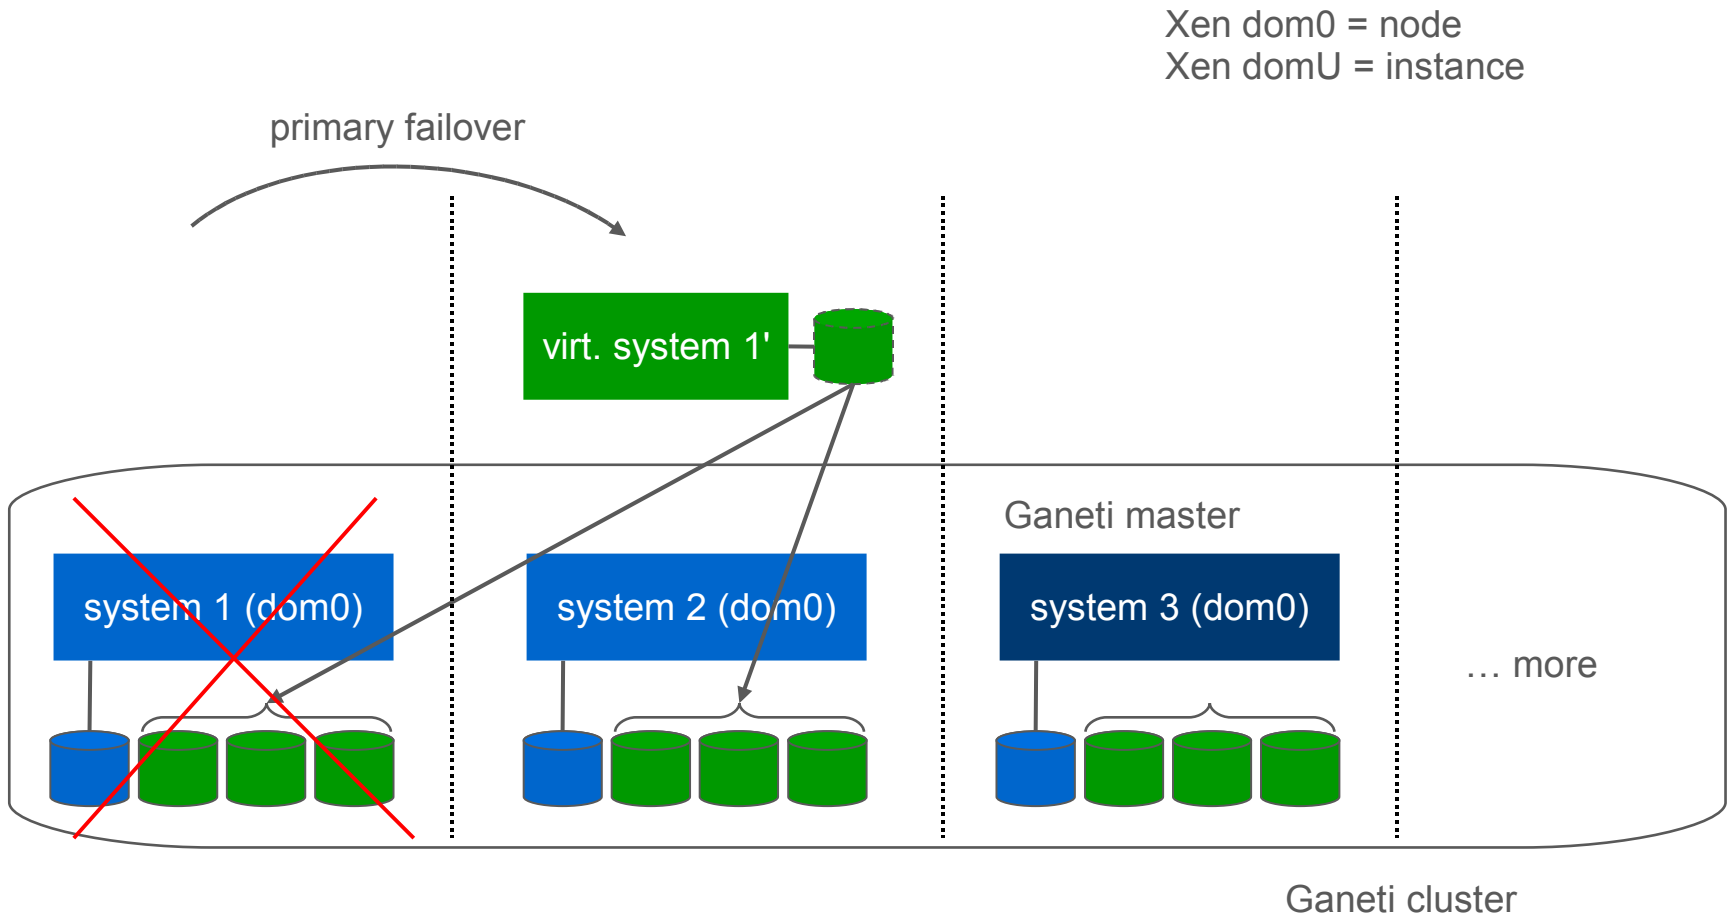 Xen dom0 = node
Xen domU = instance
primary failover
virt. system 1'
Ganeti master
system 1 (dom0)
system 2 (dom0)
system 3 (dom0)
… more
Ganeti cluster